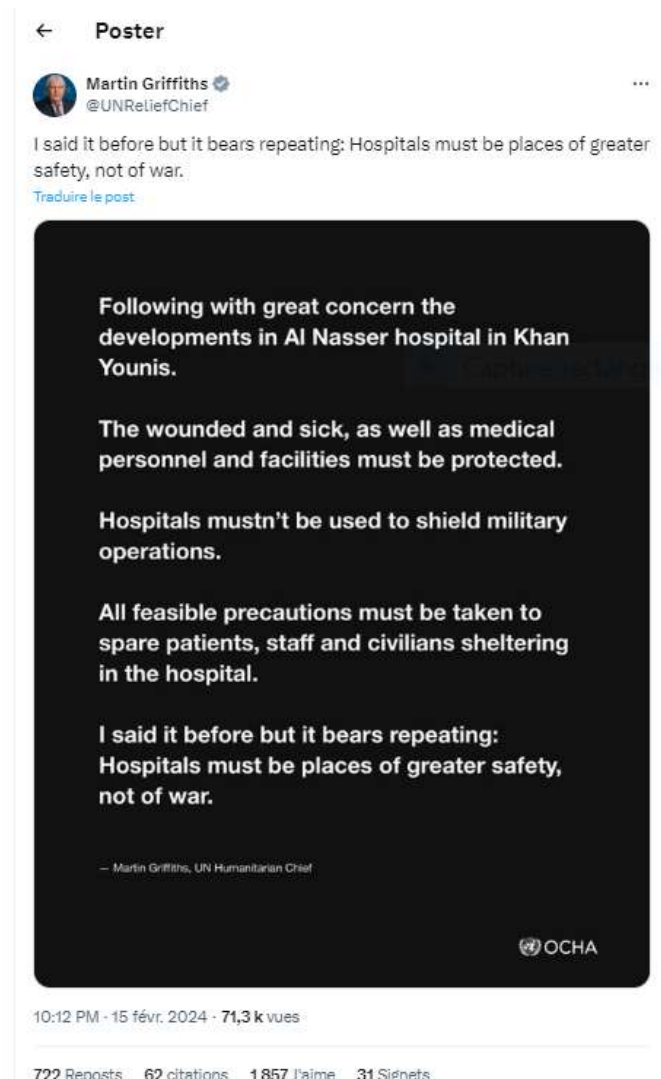 ← Poster
Martin Griffiths
@UNReliefChief
...
I said it before but it bears repeating: Hospitals must be places of greater
safety, not of war.
Traduire le post
Following with great concern the
developments in Al Nasser hospital in Khan
Younis.
The wounded and sick, as well as medical
personnel and facilities must be protected.
Hospitals mustn't be used to shield military
operations.
All feasible precautions must be taken to
spare patients, staff and civilians sheltering
in the hospital.
I said it before but it bears repeating:
Hospitals must be places of greater safety,
not of war.
— Martin Griffiths, UN Humanitarian Chief
OCHA
10:12 PM · 15 févr. 2024 · 71,3 k vues
722 Reposts 62 citations 1 857 J'aime 31 Signets